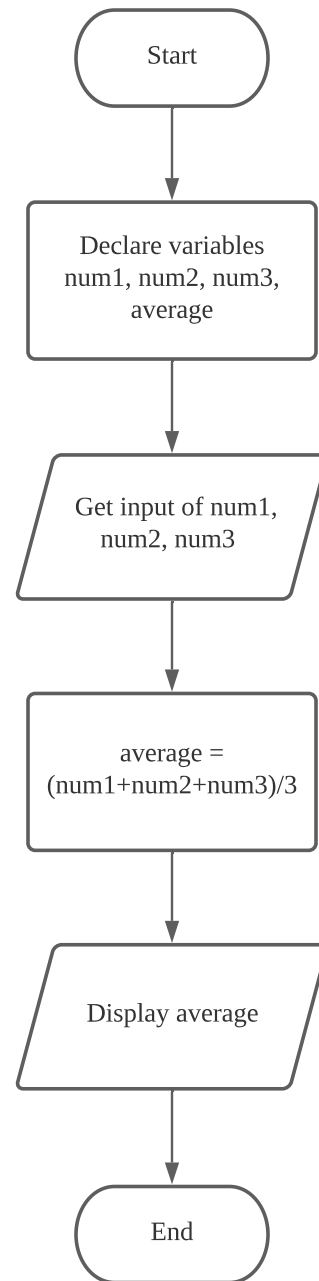 Start
Declare variables
num1, num2, num3,
average
Get input of num1,
num2, num3
average =
(num1+num2+num3)/3
Display average
End